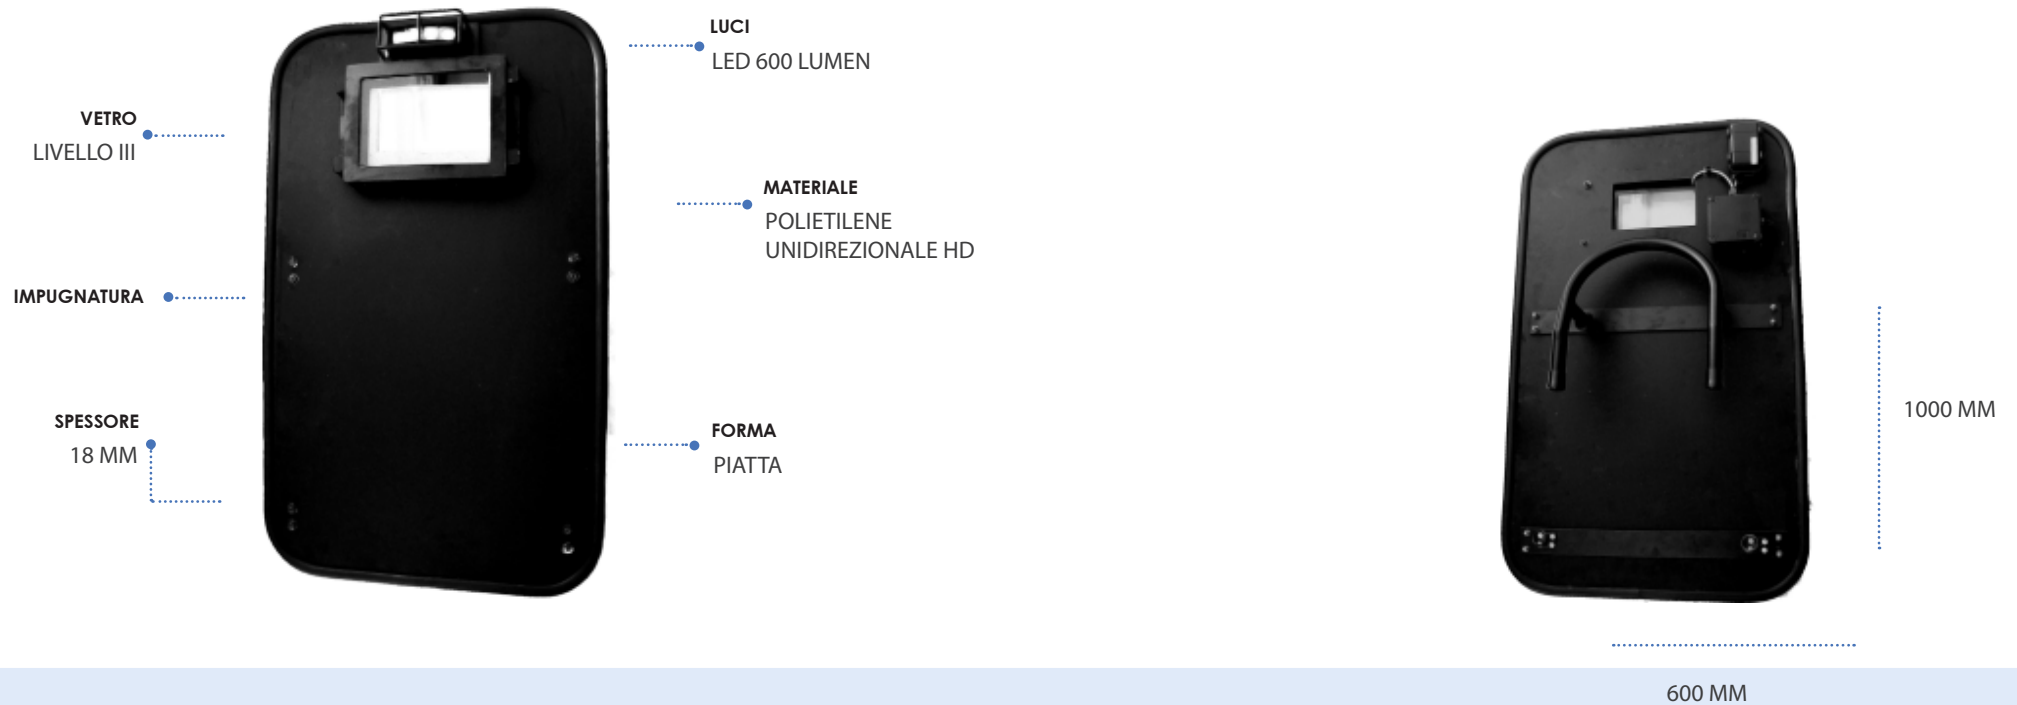 LUCI
LED 600 LUMEN
VETRO
LIVELLO III
MATERIALE
POLIETILENE
UNIDIREZIONALE HD
IMPUGNATURA
SPESSORE
18 MM
FORMA
PIATTA
1000 MM
600 MM